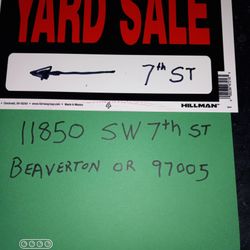 YARD SALE
7th ST
HILLMAN
11850 SW 7th ST
BEAVERTON OR 97005